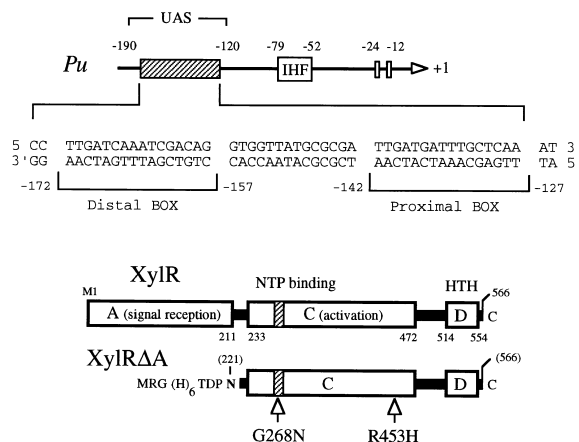 UAS
-190 -120 -79 -52 -24 -12
Pu IHF +1
5 CC TTGATCAAATCGACAG GTGGTTATGCGCGA TTGATGATTTGCTCAA AT 3
3'GG AACTAGTTTAGCTGTC CACCAATACGCGCT AACTACTAAACGAGTT TA 5
-172 -157 -142 -127
Distal BOX Proximal BOX
XylR NTP binding HTH
M1 566
A (signal reception) C (activation) D C
211 233 472 514 554
XylRΔA (221) (566)
MRG (H)6 TDP N C D C
G268N R453H